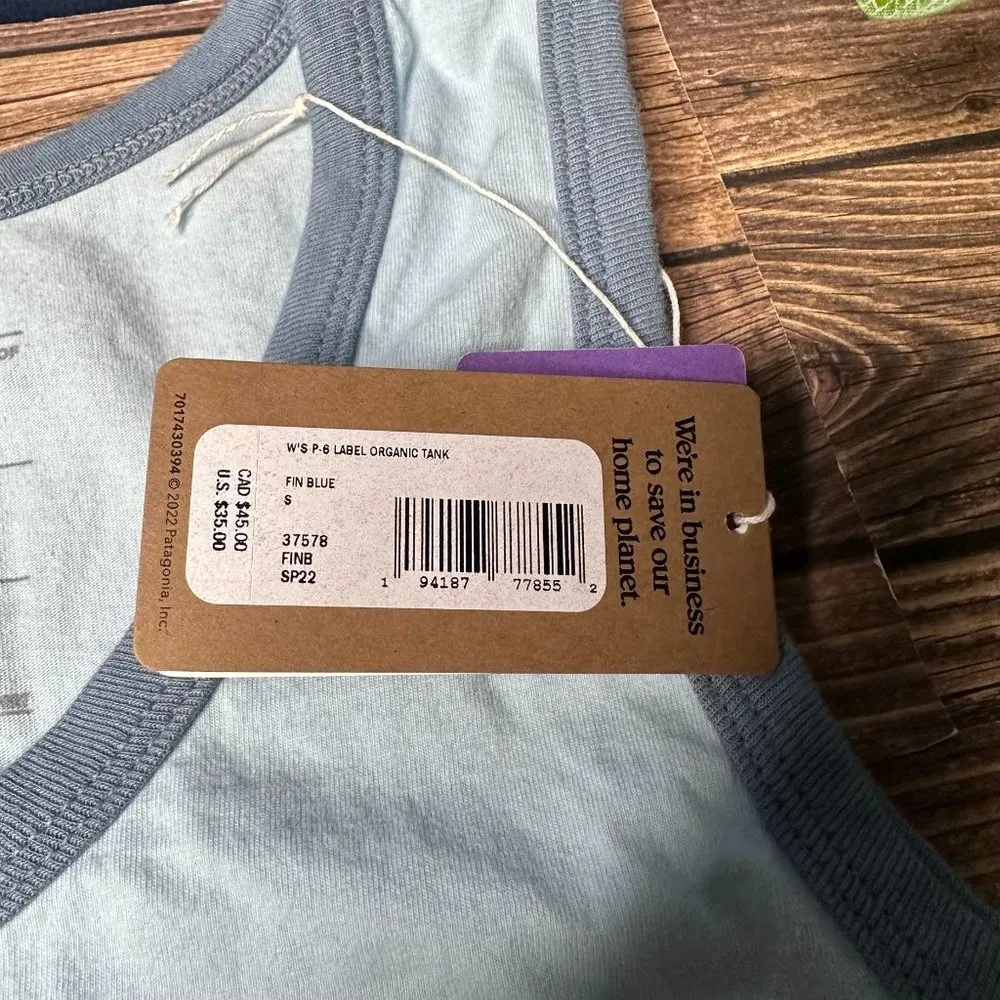 W'S P-6 LABEL ORGANIC TANK
FIN BLUE
S
37578
FINB
SP22
1 94187 77855 2
CAD $45.00
U.S. $35.00
We're in business
to save our
home planet.
7017430394 © 2022 Patagonia, Inc.
OF